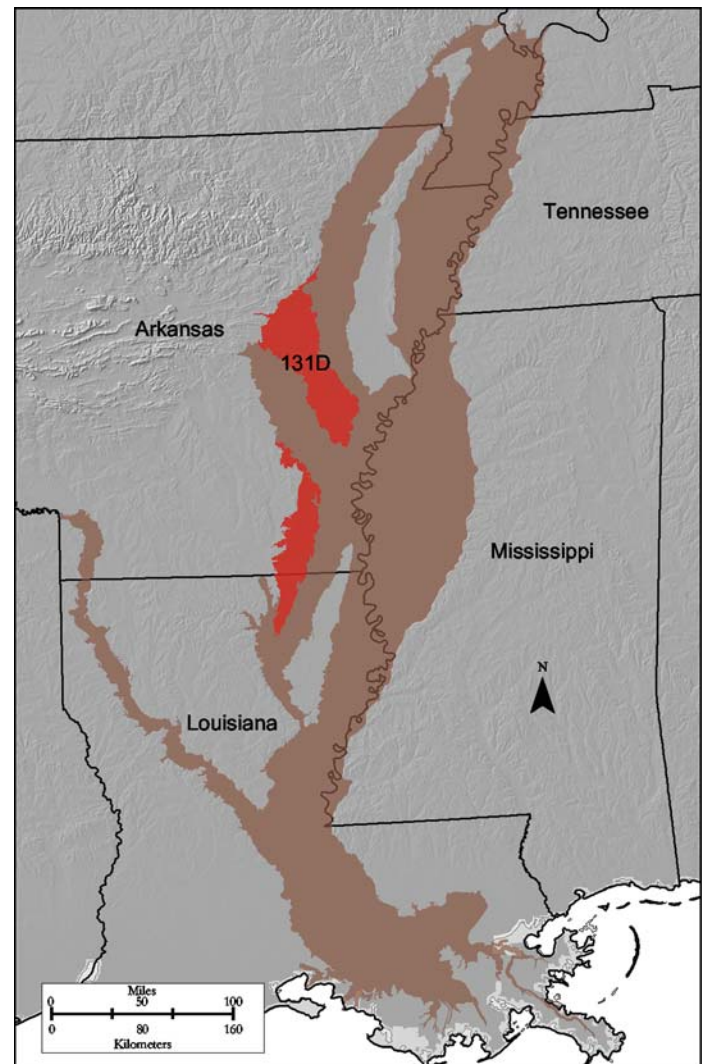 Tennessee
Arkansas
131D
Mississippi
N
Louisiana
Miles
0 50 100
0 80 160
Kilometers